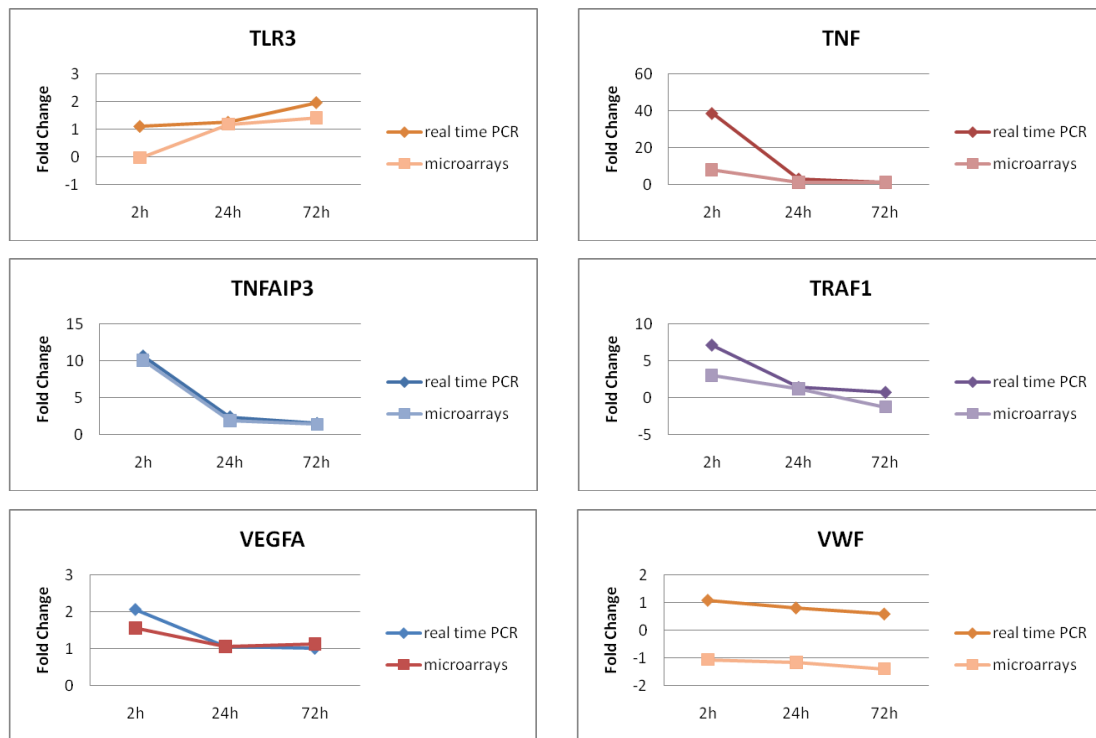 TLR3
Fold Change
3
2
1
0
-1
2h
24h
72h
real time PCR
microarrays
TNF
Fold Change
60
40
20
0
2h
24h
72h
real time PCR
microarrays
TNFAIP3
Fold Change
15
10
5
0
2h
24h
72h
real time PCR
microarrays
TRAF1
Fold Change
10
5
0
-5
2h
24h
72h
real time PCR
microarrays
VEGFA
Fold Change
3
2
1
0
2h
24h
72h
real time PCR
microarrays
VWF
Fold Change
2
1
0
-1
-2
2h
24h
72h
real time PCR
microarrays